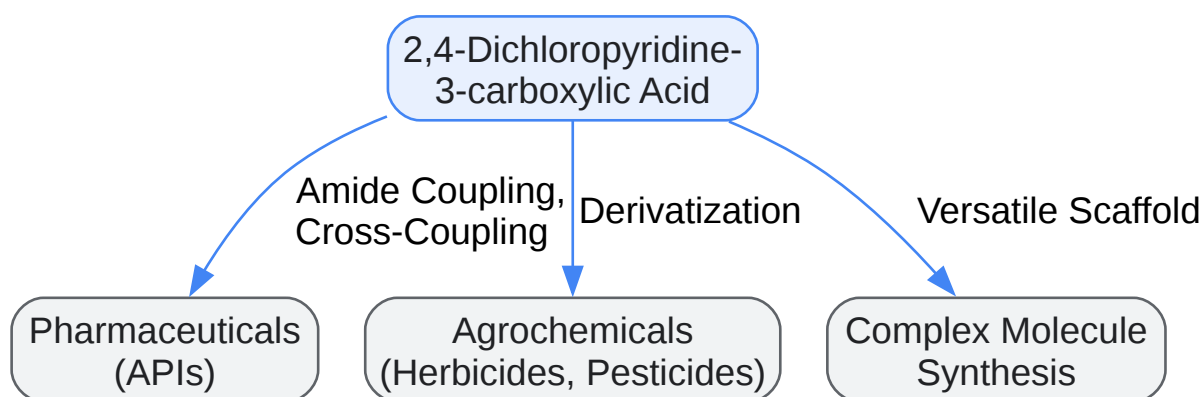 2,4-Dichloropyridine-
3-carboxylic Acid
Amide Coupling,
Cross-Coupling
Derivatization
Versatile Scaffold
Pharmaceuticals
(APIs)
Agrochemicals
(Herbicides, Pesticides)
Complex Molecule
Synthesis